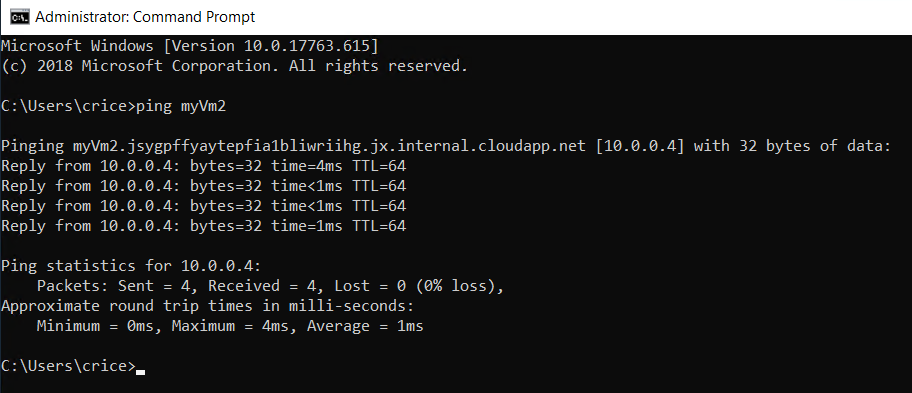 Administrator: Command Prompt
Microsoft Windows [Version 10.0.17763.615]
(c) 2018 Microsoft Corporation. All rights reserved.
C:\Users\crice>ping myVm2
Pinging myVm2.jsygpffyaytepfia1bliwriihg.jx.internal.cloudapp.net [10.0.0.4] with 32 bytes of data:
Reply from 10.0.0.4: bytes=32 time=4ms TTL=64
Reply from 10.0.0.4: bytes=32 time<1ms TTL=64
Reply from 10.0.0.4: bytes=32 time<1ms TTL=64
Reply from 10.0.0.4: bytes=32 time=1ms TTL=64
Ping statistics for 10.0.0.4:
    Packets: Sent = 4, Received = 4, Lost = 0 (0% loss),
Approximate round trip times in milli-seconds:
    Minimum = 0ms, Maximum = 4ms, Average = 1ms
C:\Users\crice>